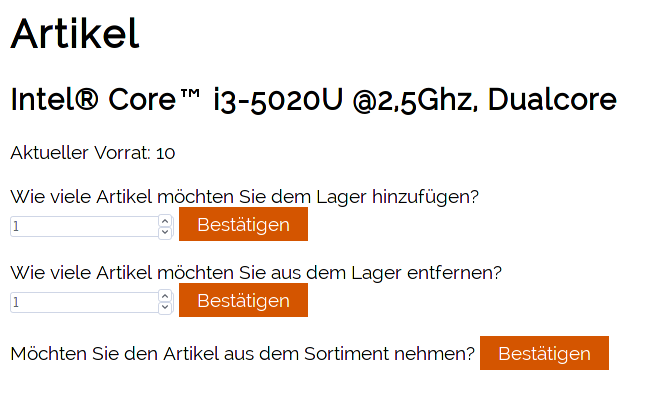 Artikel
Intel® Core™ i3-5020U @2,5Ghz, Dualcore
Aktueller Vorrat: 10
Wie viele Artikel möchten Sie dem Lager hinzufügen?
1 Bestätigen
Wie viele Artikel möchten Sie aus dem Lager entfernen?
1 Bestätigen
Möchten Sie den Artikel aus dem Sortiment nehmen? Bestätigen